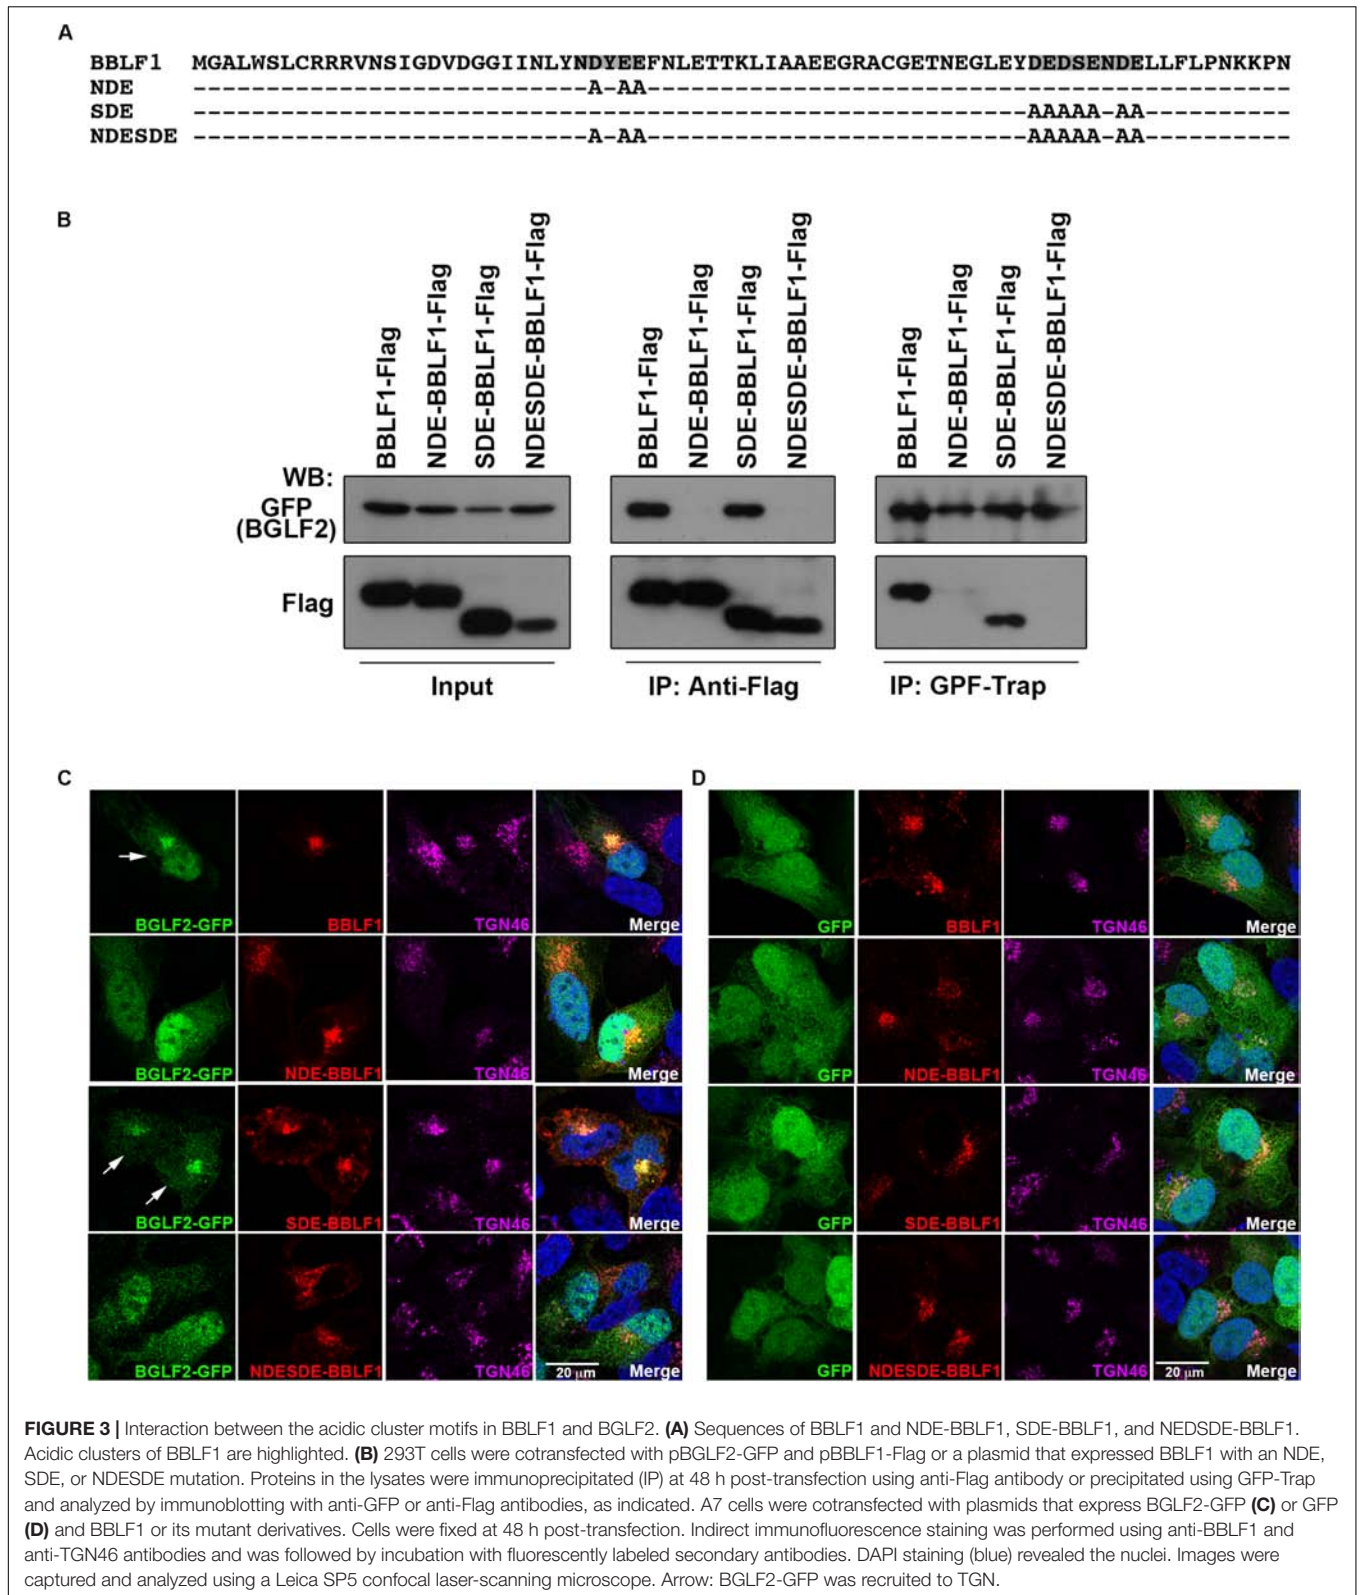 A
BBLF1 MGALWSLCRRRVNSIGDVDGGIINLYNDYEEFNLETTKLIAAEEGRACGETNEGLEYDEDSENDELLFLPNKKPN
NDE ---------------------------A-AA--------------------------------------------
SDE ---------------------------------------------------------AAAAA-AA----------
NDESDE ---------------------------A-AA--------------------------AAAAA-AA----------
B
BBLF1-Flag
NDE-BBLF1-Flag
SDE-BBLF1-Flag
NDESDE-BBLF1-Flag
BBLF1-Flag
NDE-BBLF1-Flag
SDE-BBLF1-Flag
NDESDE-BBLF1-Flag
BBLF1-Flag
NDE-BBLF1-Flag
SDE-BBLF1-Flag
NDESDE-BBLF1-Flag
WB:
GFP
(BGLF2)
Flag
Input
IP: Anti-Flag
IP: GPF-Trap
C
BGLF2-GFP BBLF1 TGN46 Merge
BGLF2-GFP NDE-BBLF1 TGN46 Merge
BGLF2-GFP SDE-BBLF1 TGN46 Merge
20 µm
BGLF2-GFP NDESDE-BBLF1 TGN46 Merge
D
GFP BBLF1 TGN46 Merge
GFP NDE-BBLF1 TGN46 Merge
GFP SDE-BBLF1 TGN46 Merge
20 µm
GFP NDESDE-BBLF1 TGN46 Merge
FIGURE 3 | Interaction between the acidic cluster motifs in BBLF1 and BGLF2. (A) Sequences of BBLF1 and NDE-BBLF1, SDE-BBLF1, and NEDSDE-BBLF1.
Acidic clusters of BBLF1 are highlighted. (B) 293T cells were cotransfected with pBGLF2-GFP and pBBLF1-Flag or a plasmid that expressed BBLF1 with an NDE,
SDE, or NDESDE mutation. Proteins in the lysates were immunoprecipitated (IP) at 48 h post-transfection using anti-Flag antibody or precipitated using GFP-Trap
and analyzed by immunoblotting with anti-GFP or anti-Flag antibodies, as indicated. A7 cells were cotransfected with plasmids that express BGLF2-GFP (C) or GFP
(D) and BBLF1 or its mutant derivatives. Cells were fixed at 48 h post-transfection. Indirect immunofluorescence staining was performed using anti-BBLF1 and
anti-TGN46 antibodies and was followed by incubation with fluorescently labeled secondary antibodies. DAPI staining (blue) revealed the nuclei. Images were
captured and analyzed using a Leica SP5 confocal laser-scanning microscope. Arrow: BGLF2-GFP was recruited to TGN.